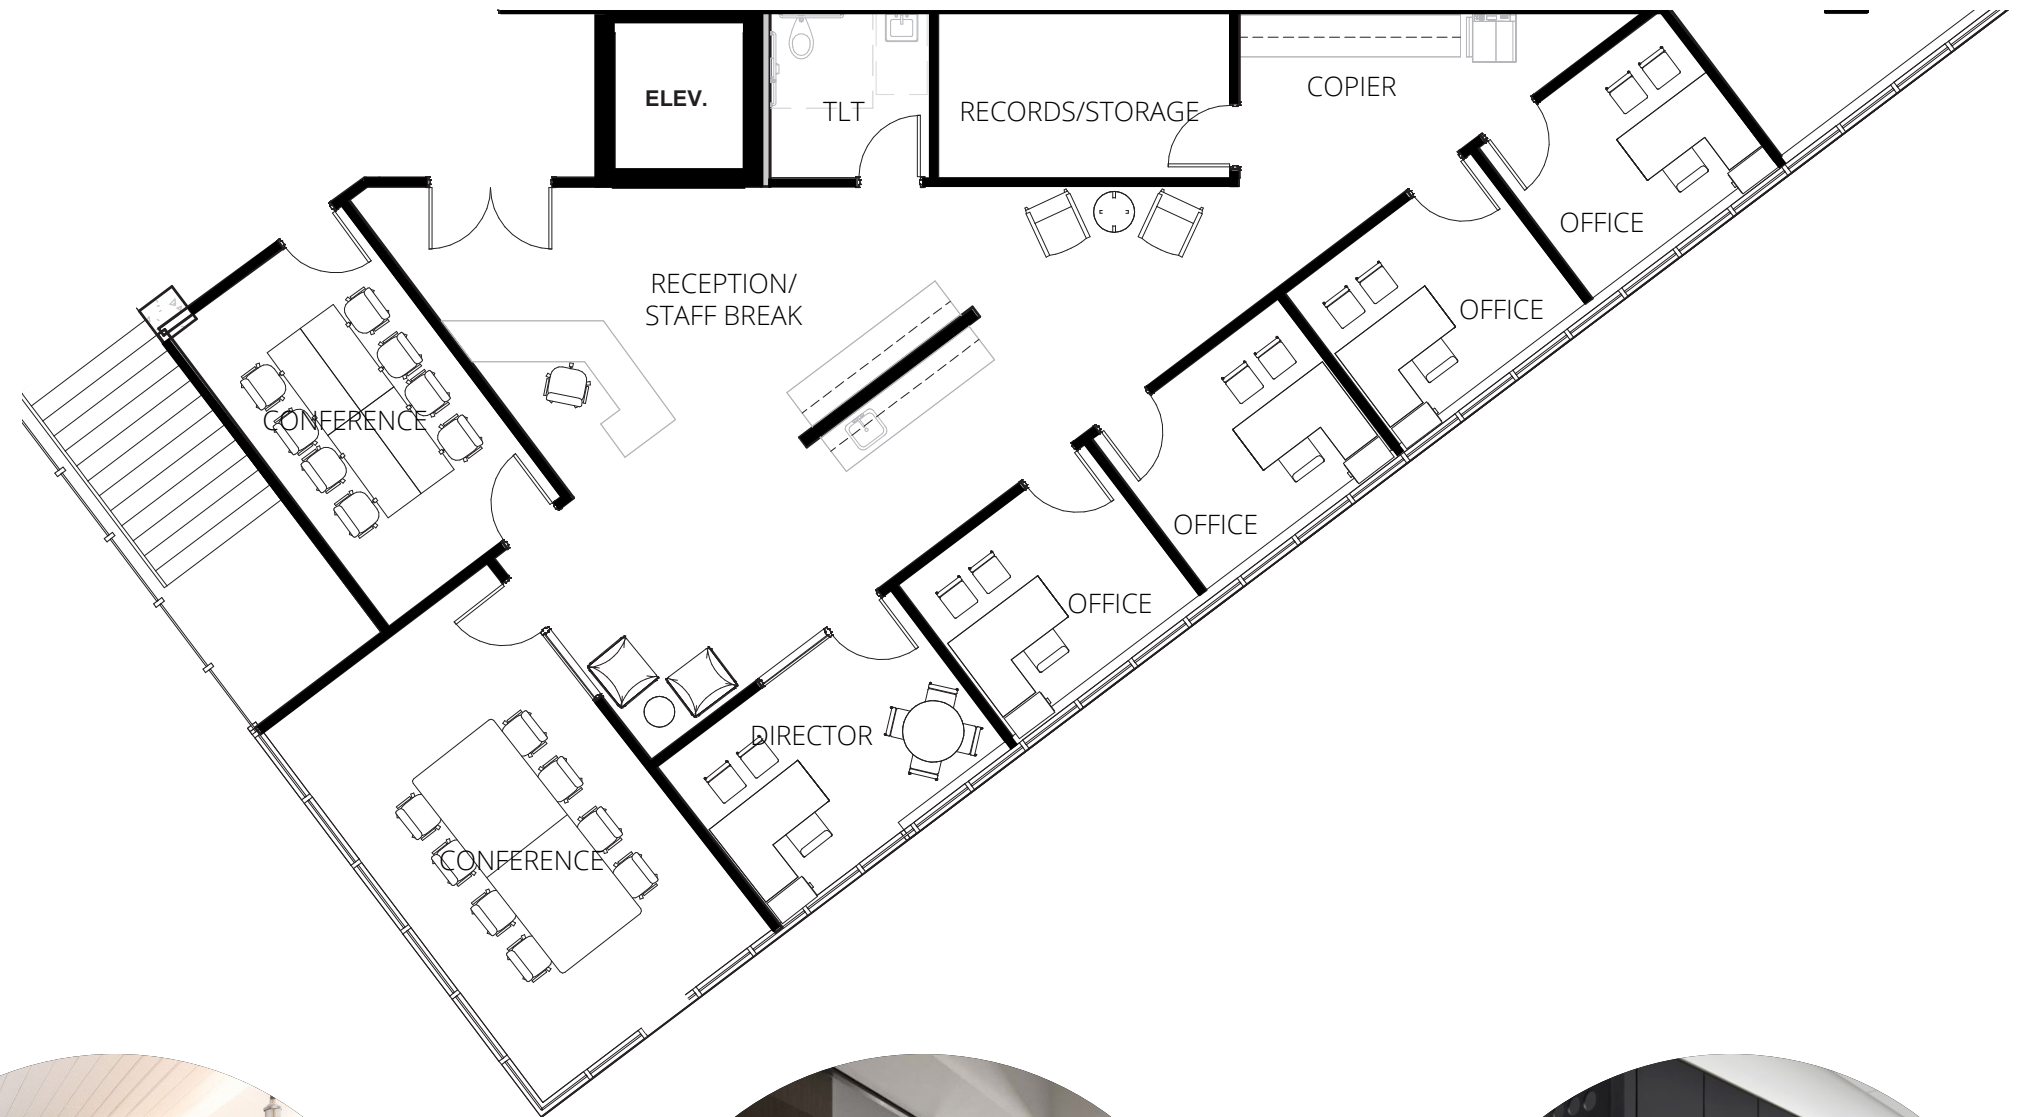 ELEV.
COPIER
TLT
RECORDS/STORAGE
OFFICE
RECEPTION/
STAFF BREAK
OFFICE
CONFERENCE
OFFICE
OFFICE
DIRECTOR
CONFERENCE